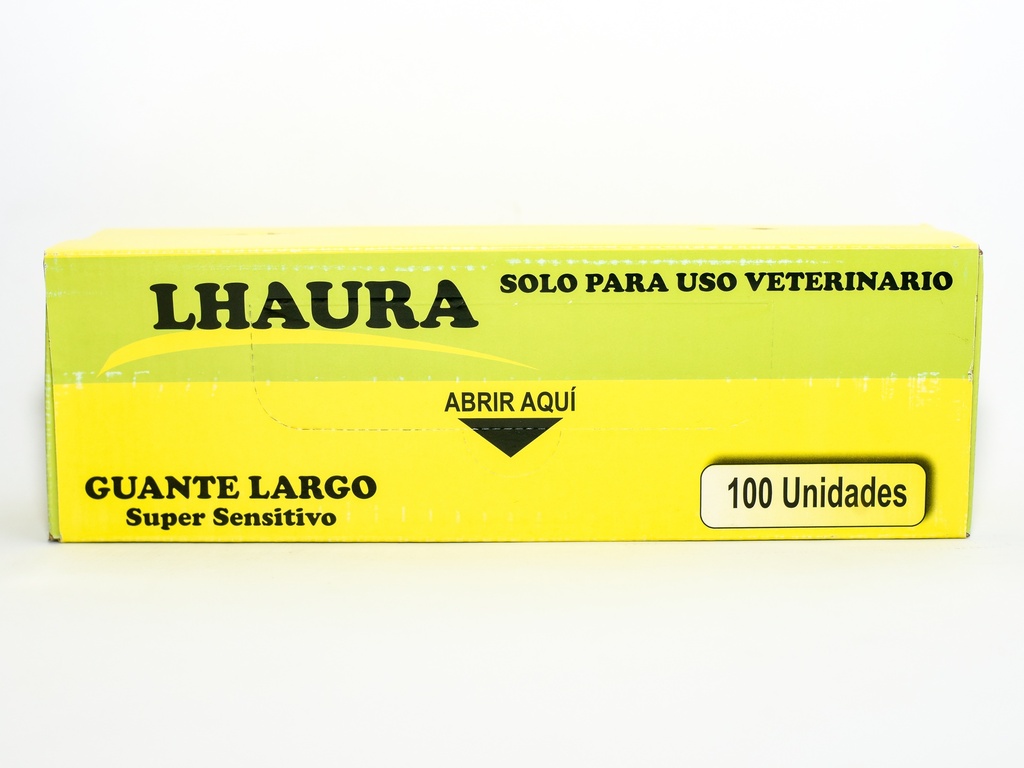 LHAURA
SOLO PARA USO VETERINARIO
ABRIR AQUÍ
GUANTE LARGO
Super Sensitivo
100 Unidades